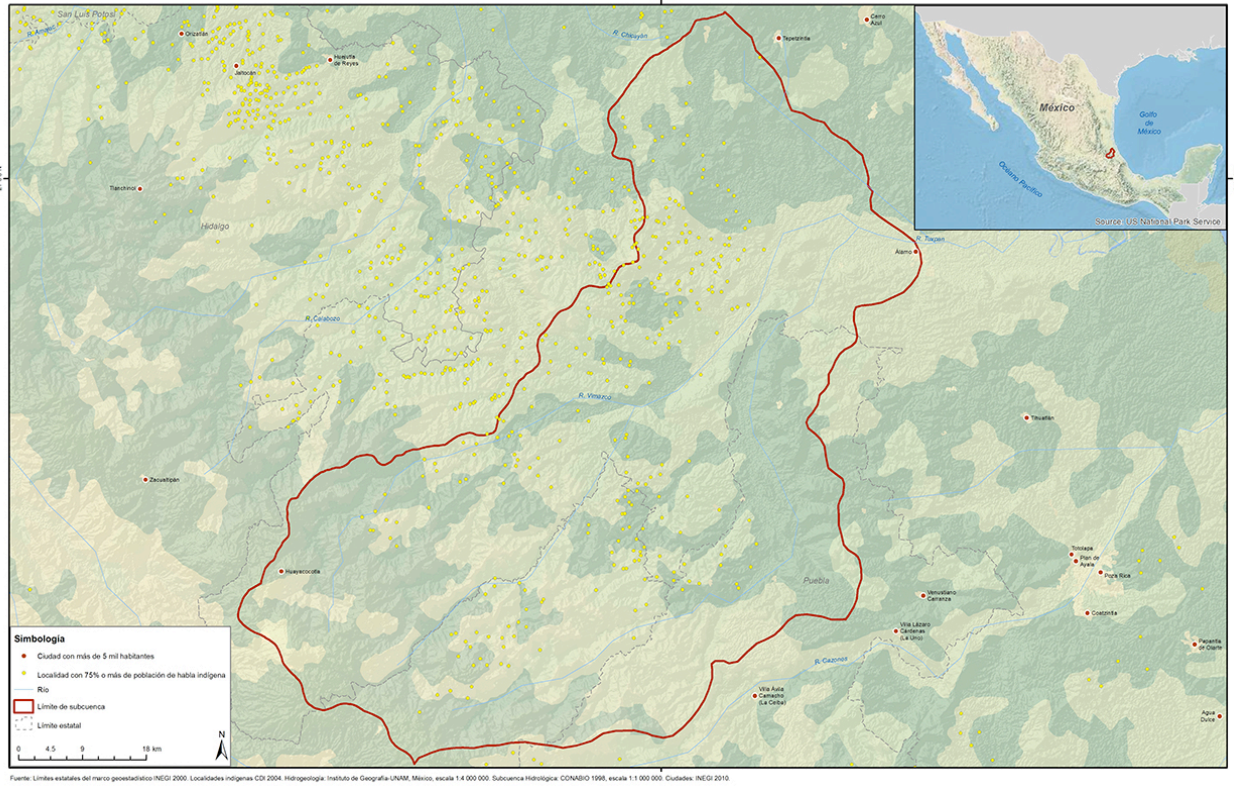 San Luis Potosí
R. Amajac
Orizatlán
Jaltocán
Huejutla
de Reyes
R. Chicayán
Tepetzintla
Cerro
Azul
México
Golfo
de
México
Océano Pacífico
Source: US National Park Service
Tlanchinol
Hidalgo
R. Tuxpan
Álamo
R. Calabozo
R. Vinazco
Tihuatlán
Zacualtipán
Huayacocotla
Puebla
Totolapa
Plan de
Ayala
Poza Rica
Venustiano
Carranza
Coatzintla
Villa Lázaro
Cárdenas
(La Uno)
Papantla
de Olarte
R. Cazones
Villa Ávila
Camacho
(La Ceiba)
Agua
Dulce
Simbología
Ciudad con más de 5 mil habitantes
Localidad con 75% o más de población de habla indígena
Río
Límite de subcuenca
Límite estatal
N
0 4.5 9 18 km
Fuente: Límites estatales del marco geoestadístico INEGI 2000. Localidades indígenas CDI 2004. Hidrogeología: Instituto de Geografía-UNAM, México, escala 1:4 000 000. Subcuenca Hidrológica: CONABIO 1998, escala 1:1 000 000. Ciudades: INEGI 2010.